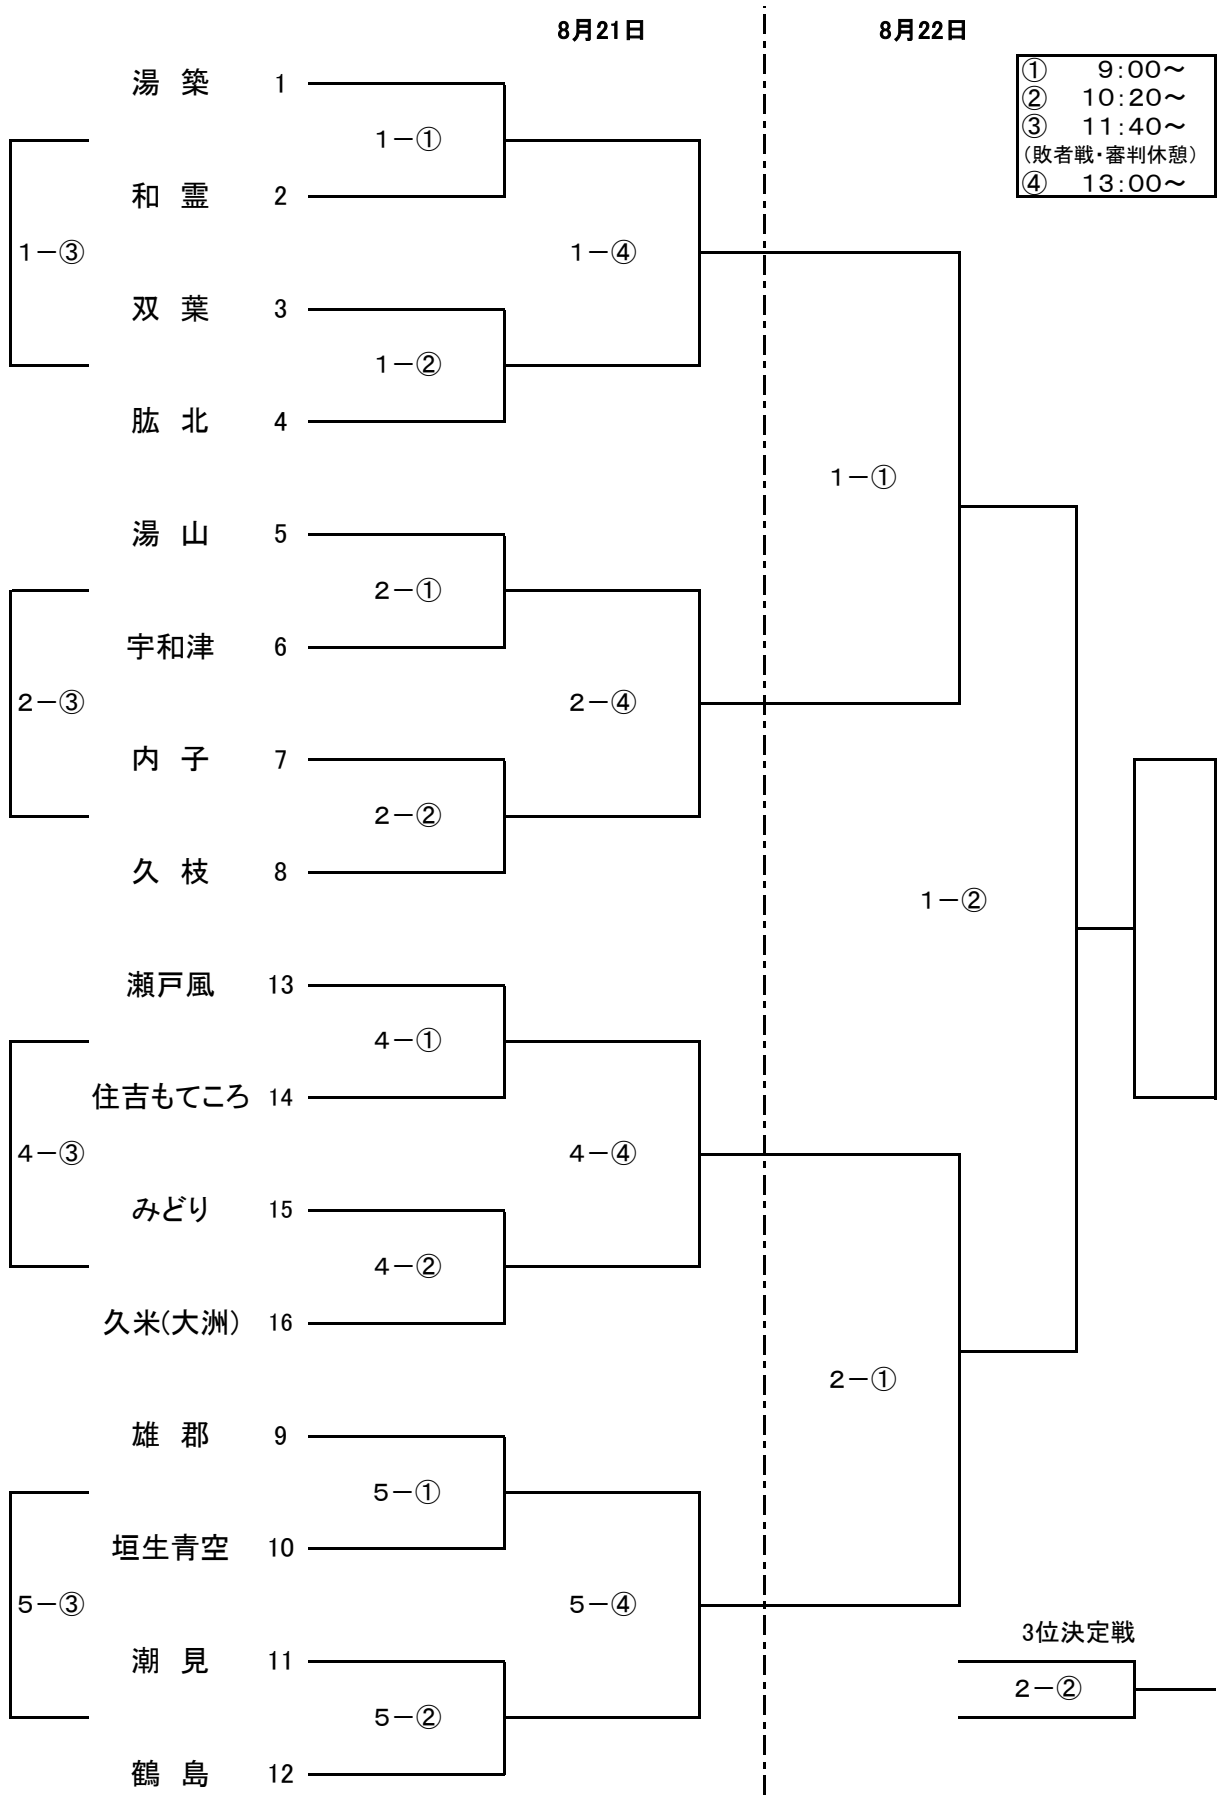 8月21日 8月22日
① 9:00～
② 10:20～
③ 11:40～
(敗者戦・審判休憩)
④ 13:00～
湯 築 1
1－①
和 霊 2
1－③ 1－④
双 葉 3
1－②
肱 北 4
1－①
湯 山 5
2－①
宇和津 6
2－③ 2－④
内 子 7
2－②
久 枝 8
1－②
瀬戸風 13
4－①
住吉もてころ 14
4－③ 4－④
みどり 15
4－②
久米(大洲) 16
2－①
雄 郡 9
5－①
垣生青空 10
5－③ 5－④
3位決定戦
潮 見 11
2－②
5－②
鶴 島 12